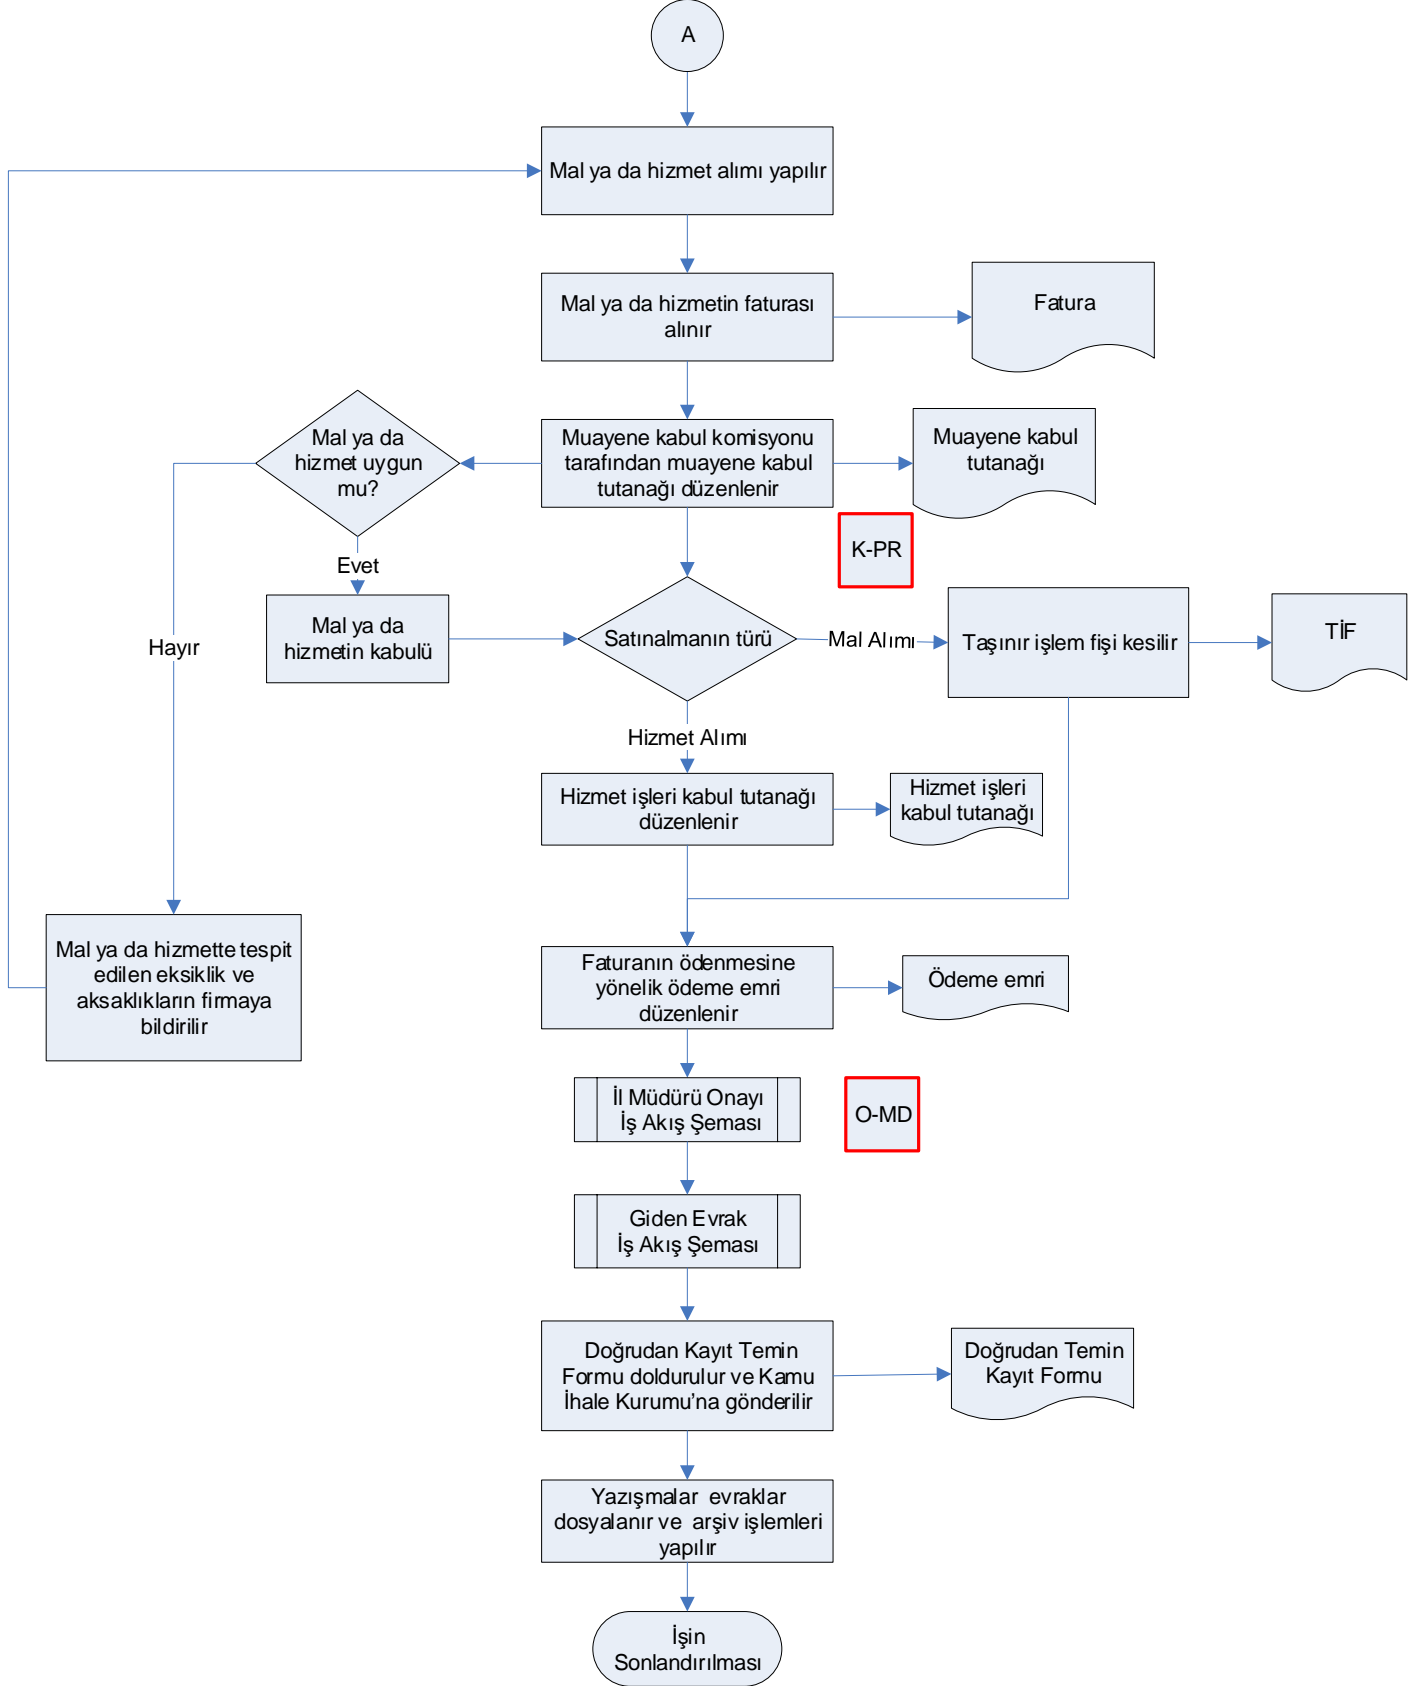 A
Mal ya da hizmet alımı yapılır
Mal ya da hizmetin faturası
alınır
Fatura
Mal ya da
hizmet uygun
mu?
Muayene kabul komisyonu
tarafından muayene kabul
tutanağı düzenlenir
Muayene kabul
tutanağı
K-PR
Evet
Mal ya da
hizmetin kabulü
Hayır
Satınalmanın türü
Mal Alımı
Taşınır işlem fişi kesilir
TİF
Hizmet Alımı
Hizmet işleri kabul tutanağı
düzenlenir
Hizmet işleri
kabul tutanağı
Mal ya da hizmette tespit
edilen eksiklik ve
aksaklıkların firmaya
bildirilir
Faturanın ödenmesine
yönelik ödeme emri
düzenlenir
Ödeme emri
İl Müdürü Onayı
İş Akış Şeması
O-MD
Giden Evrak
İş Akış Şeması
Doğrudan Kayıt Temin
Formu doldurulur ve Kamu
İhale Kurumu’na gönderilir
Doğrudan Temin
Kayıt Formu
Yazışmalar evraklar
dosyalanır ve arşiv işlemleri
yapılır
İşin
Sonlandırılması